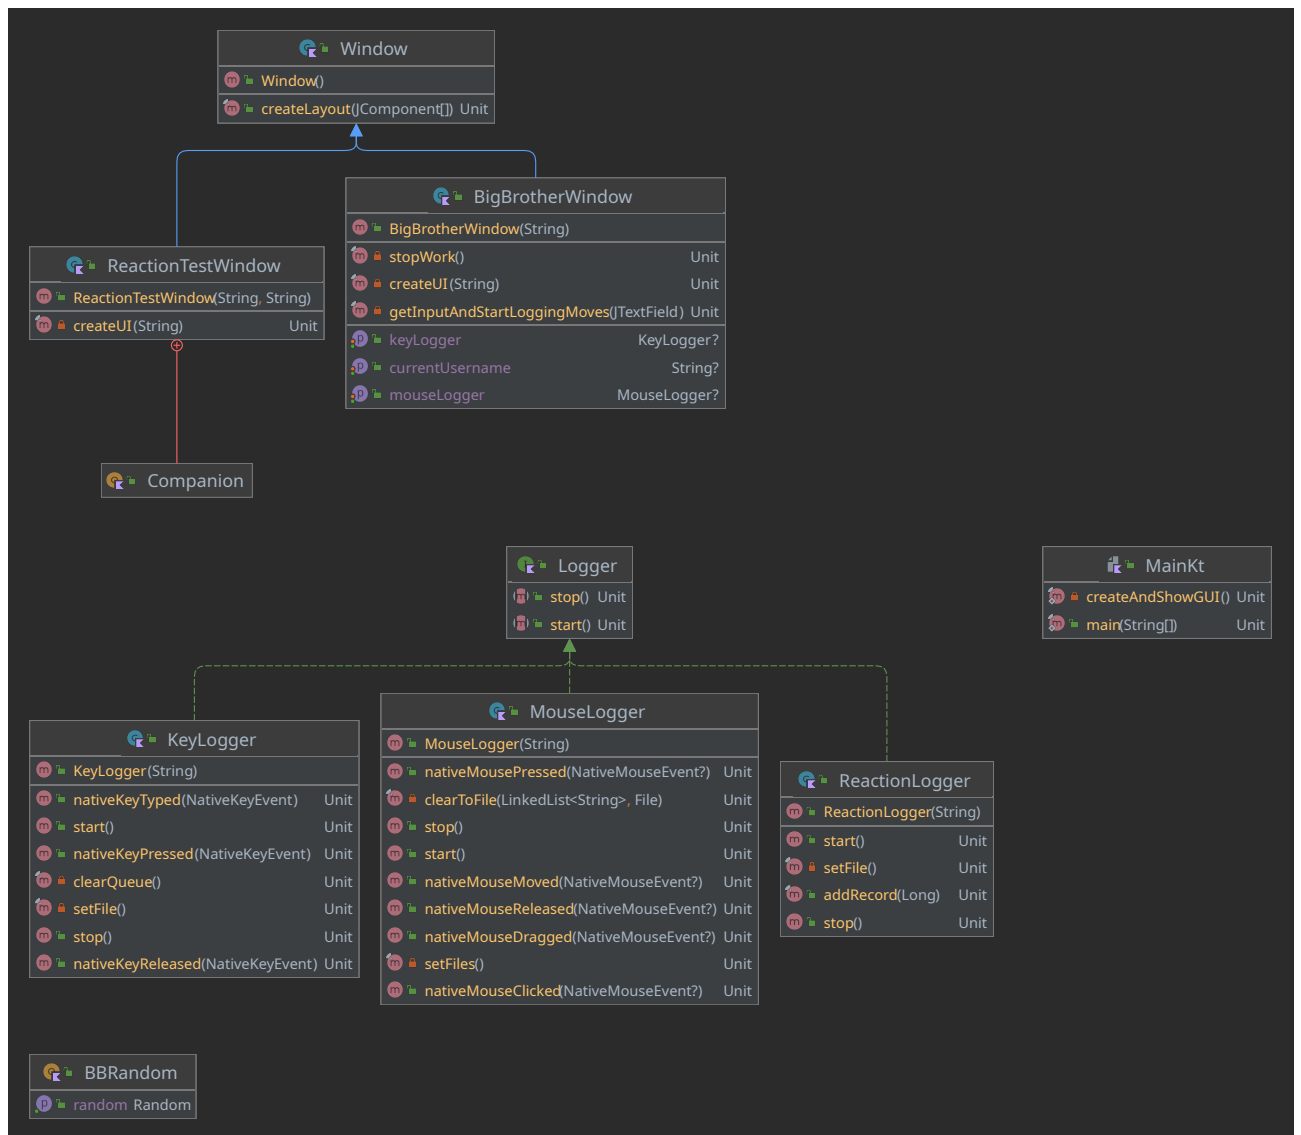 Window
Window()
createLayout(JComponent[]) Unit
BigBrotherWindow
BigBrotherWindow(String)
stopWork() Unit
createUI(String) Unit
getInputAndStartLoggingMoves(JTextField) Unit
keyLogger KeyLogger?
currentUsername String?
mouseLogger MouseLogger?
ReactionTestWindow
ReactionTestWindow(String, String)
createUI(String) Unit
Companion
Logger
stop() Unit
start() Unit
MainKt
createAndShowGUI() Unit
main(String[]) Unit
KeyLogger
KeyLogger(String)
nativeKeyTyped(NativeKeyEvent) Unit
start() Unit
nativeKeyPressed(NativeKeyEvent) Unit
clearQueue() Unit
setFile() Unit
stop() Unit
nativeKeyReleased(NativeKeyEvent) Unit
MouseLogger
MouseLogger(String)
nativeMousePressed(NativeMouseEvent?) Unit
clearToFile(LinkedList<String>, File) Unit
stop() Unit
start() Unit
nativeMouseMoved(NativeMouseEvent?) Unit
nativeMouseReleased(NativeMouseEvent?) Unit
nativeMouseDragged(NativeMouseEvent?) Unit
setFiles() Unit
nativeMouseClicked(NativeMouseEvent?) Unit
ReactionLogger
ReactionLogger(String)
start() Unit
setFile() Unit
addRecord(Long) Unit
stop() Unit
BBRandom
random Random